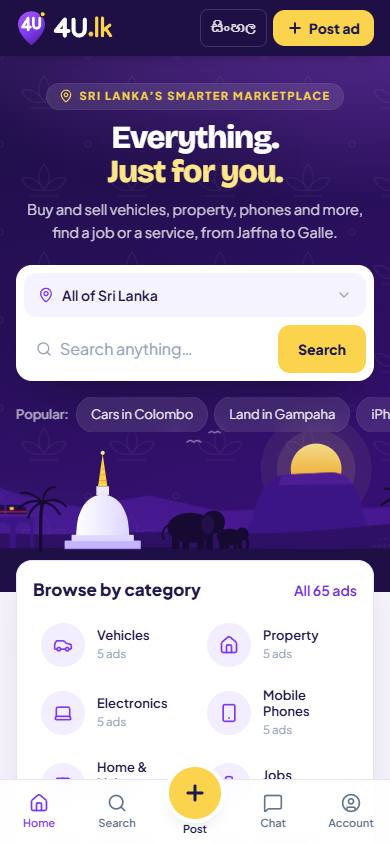 4U 4U.lk
සිංහල
Post ad
SRI LANKA'S SMARTER MARKETPLACE
Everything.
Just for you.
Buy and sell vehicles, property, phones and more,
find a job or a service, from Jaffna to Galle.
All of Sri Lanka
Search anything...
Search
Popular:
Cars in Colombo
Land in Gampaha
iPh
Browse by category
All 65 ads
Vehicles
5 ads
Property
5 ads
Electronics
5 ads
Mobile
Phones
5 ads
Home &
Jobs
Home
Search
Post
Chat
Account